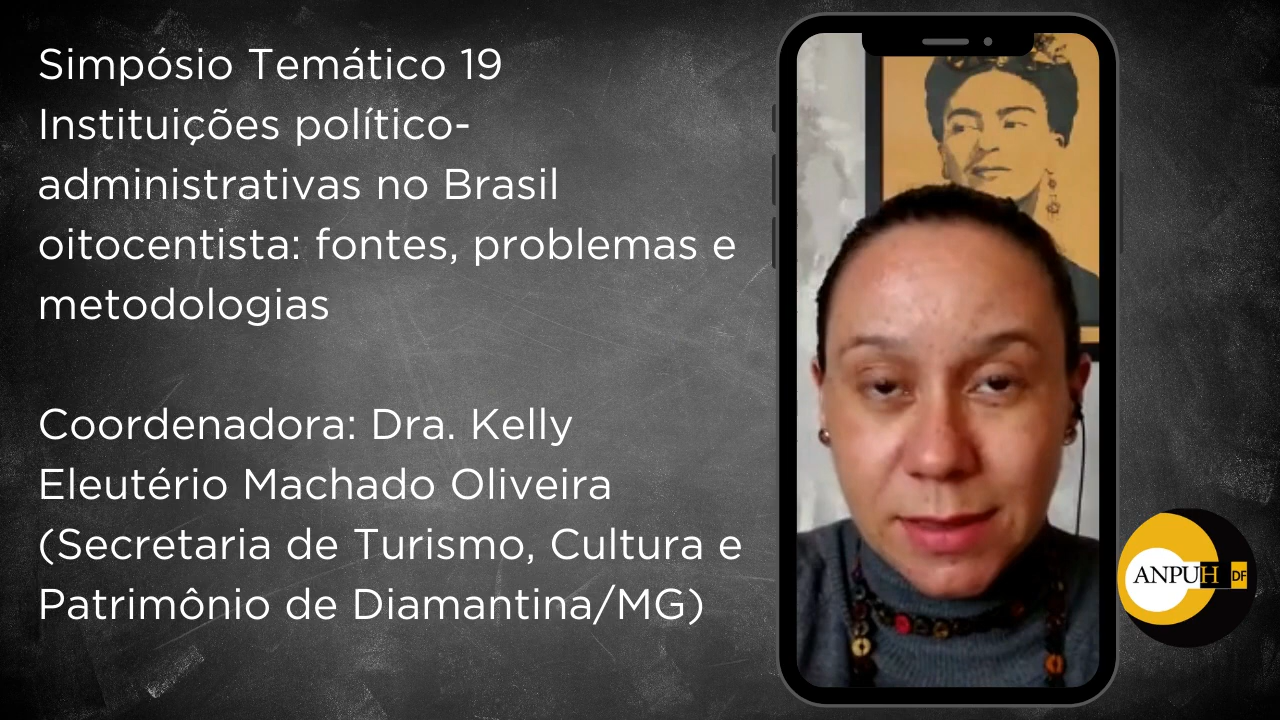 Simpósio Temático 19
Instituições político-
administrativas no Brasil
oitocentista: fontes, problemas e
metodologias
Coordenadora: Dra. Kelly
Eleutério Machado Oliveira
(Secretaria de Turismo, Cultura e
Patrimônio de Diamantina/MG)
ANPUH DF